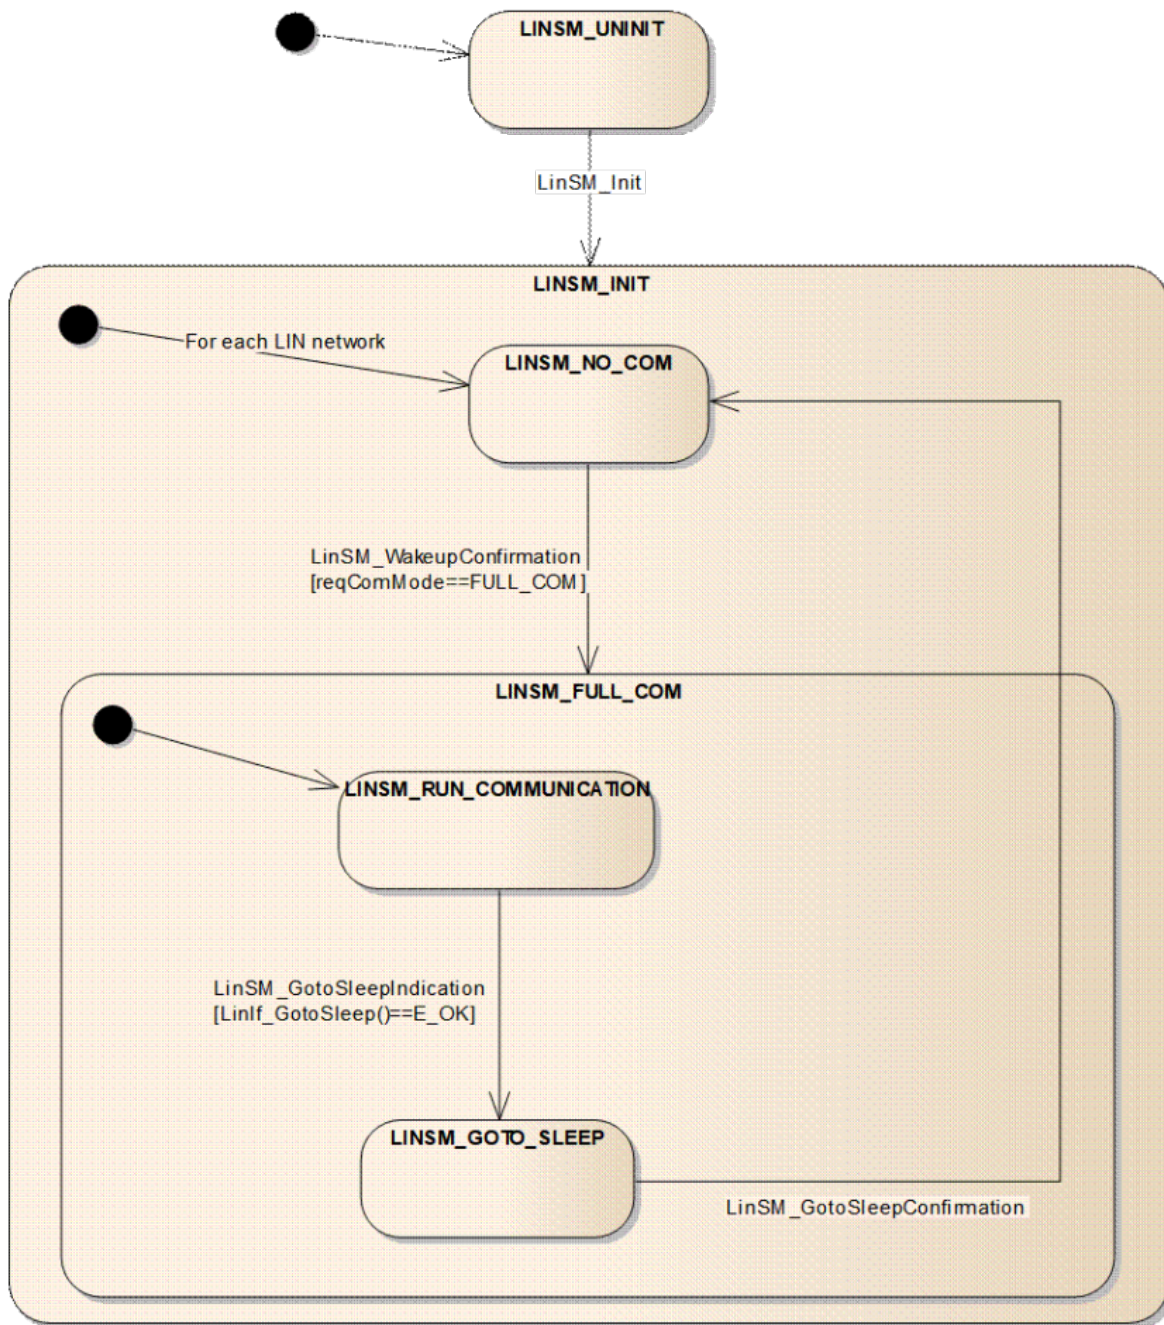 LINSM_UNINIT
LinSM_Init
LINSM_INIT
For each LIN network
LINSM_NO_COM
LinSM_WakeupConfirmation
[reqComMode==FULL_COM]
LINSM_FULL_COM
LINSM_RUN_COMMUNICATION
LinSM_GotoSleepIndication
[LinIf_GotoSleep()==E_OK]
LINSM_GOTO_SLEEP
LinSM_GotoSleepConfirmation